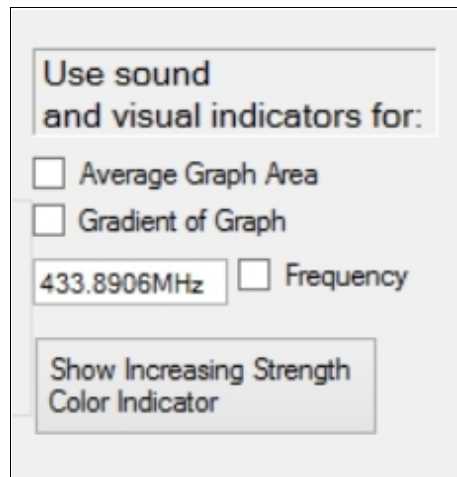 Use sound
and visual indicators for:
Average Graph Area
Gradient of Graph
433.8906MHz Frequency
Show Increasing Strength
Color Indicator